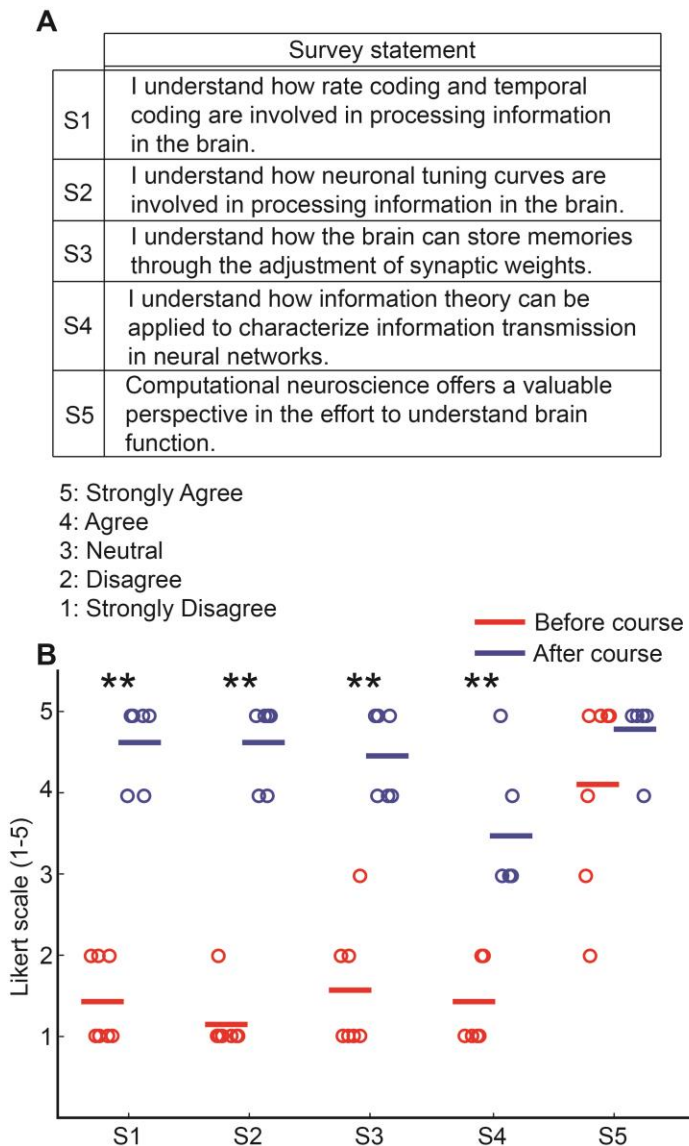 A
Survey statement
S1
I understand how rate coding and temporal
coding are involved in processing information
in the brain.
S2
I understand how neuronal tuning curves are
involved in processing information in the brain.
S3
I understand how the brain can store memories
through the adjustment of synaptic weights.
S4
I understand how information theory can be
applied to characterize information transmission
in neural networks.
S5
Computational neuroscience offers a valuable
perspective in the effort to understand brain
function.
5: Strongly Agree
4: Agree
3: Neutral
2: Disagree
1: Strongly Disagree
Before course
After course
B
** ** ** **
Likert scale (1-5)
5
4
3
2
1
S1 S2 S3 S4 S5